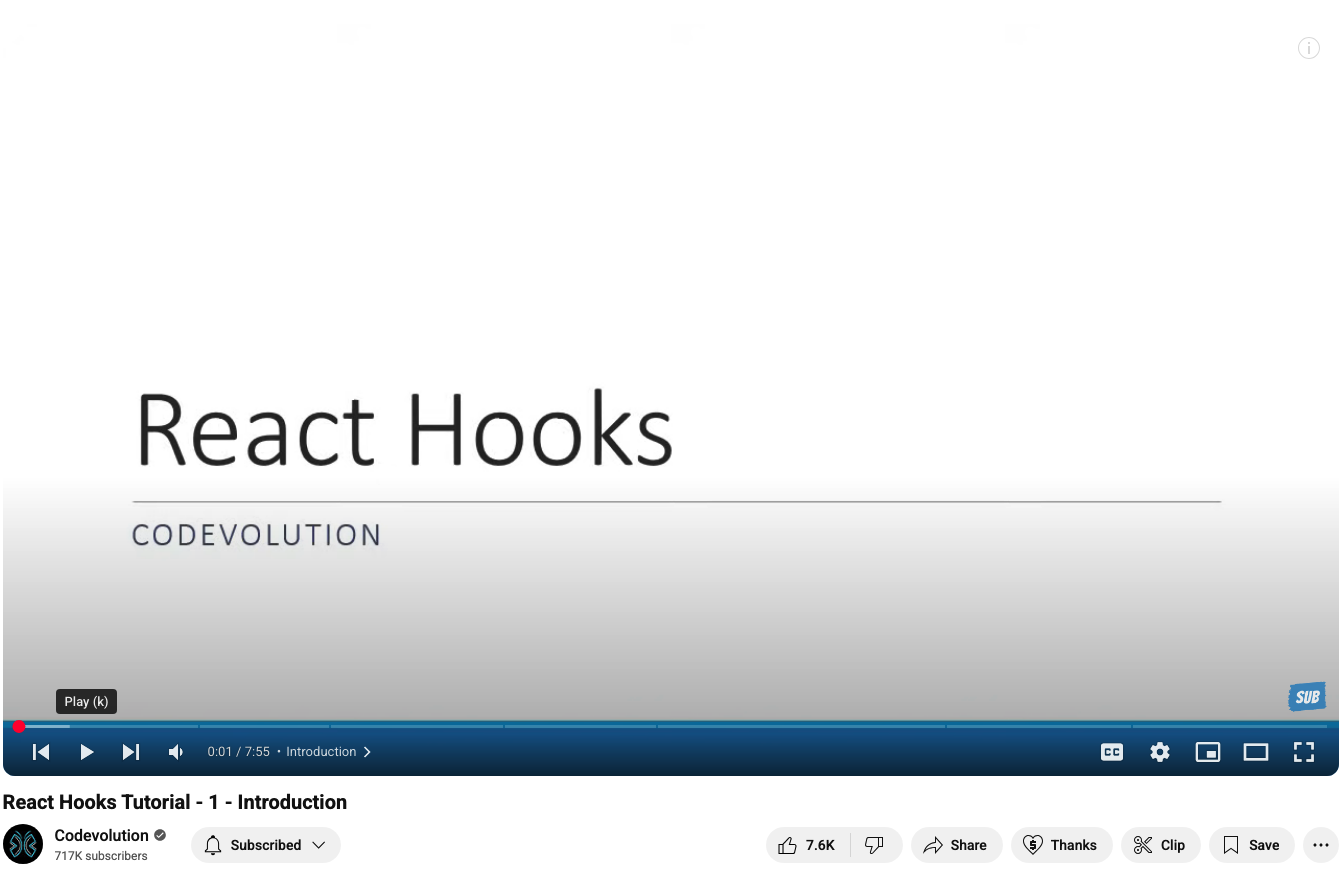 React Hooks
CODEVOLUTION
SUB
Play (k)
0:01 / 7:55 • Introduction
CC
React Hooks Tutorial - 1 - Introduction
Codevolution
717K subscribers
Subscribed
7.6K
Share
Thanks
Clip
Save